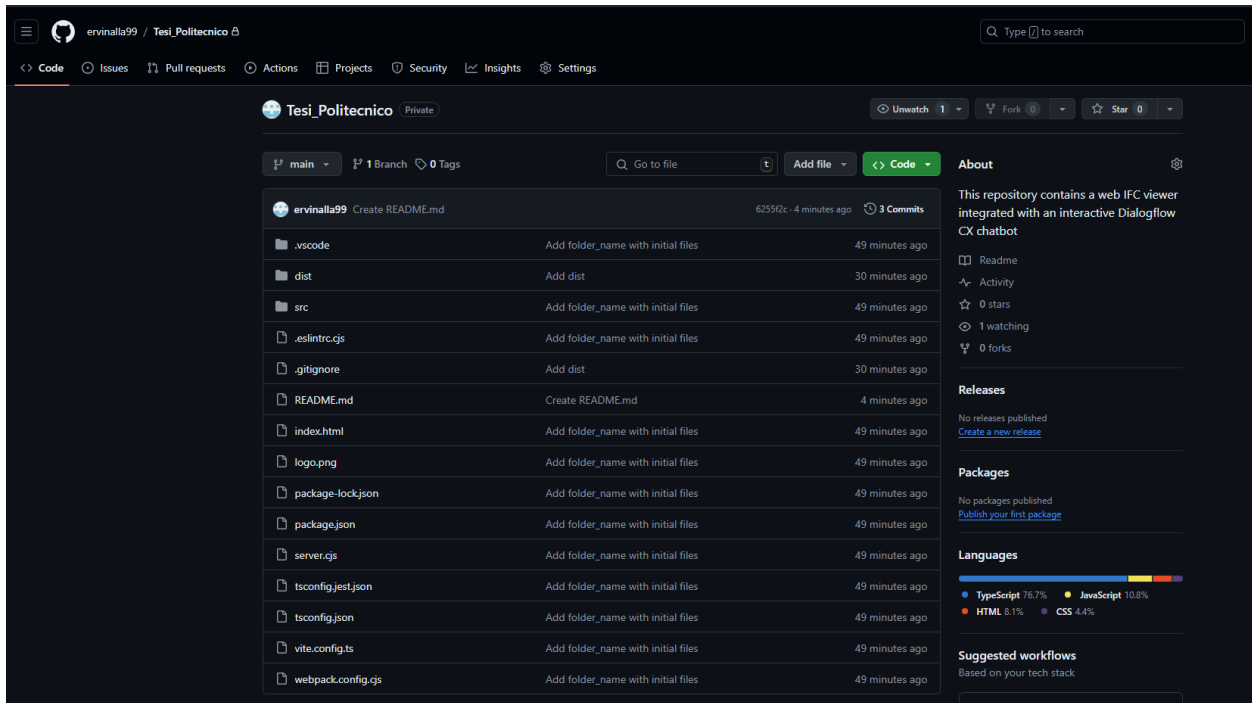 ervinalla99 / Tesi_Politecnico
Type / to search
Code Issues Pull requests Actions Projects Security Insights Settings
Tesi_Politecnico Private
Unwatch 1 Fork 0 Star 0
main 1 Branch 0 Tags Go to file t Add file Code
ervinalla99 Create README.md 6255f2c · 4 minutes ago 3 Commits
.vscode Add folder_name with initial files 49 minutes ago
dist Add dist 30 minutes ago
src Add folder_name with initial files 49 minutes ago
.eslintrc.cjs Add folder_name with initial files 49 minutes ago
.gitignore Add dist 30 minutes ago
README.md Create README.md 4 minutes ago
index.html Add folder_name with initial files 49 minutes ago
logo.png Add folder_name with initial files 49 minutes ago
package-lock.json Add folder_name with initial files 49 minutes ago
package.json Add folder_name with initial files 49 minutes ago
server.cjs Add folder_name with initial files 49 minutes ago
tsconfig.jest.json Add folder_name with initial files 49 minutes ago
tsconfig.json Add folder_name with initial files 49 minutes ago
vite.config.ts Add folder_name with initial files 49 minutes ago
webpack.config.cjs Add folder_name with initial files 49 minutes ago
About
This repository contains a web IFC viewer
integrated with an interactive Dialogflow
CX chatbot
Readme
Activity
0 stars
1 watching
0 forks
Releases
No releases published
Create a new release
Packages
No packages published
Publish your first package
Languages
TypeScript 76.7% JavaScript 10.8%
HTML 8.1% CSS 4.4%
Suggested workflows
Based on your tech stack